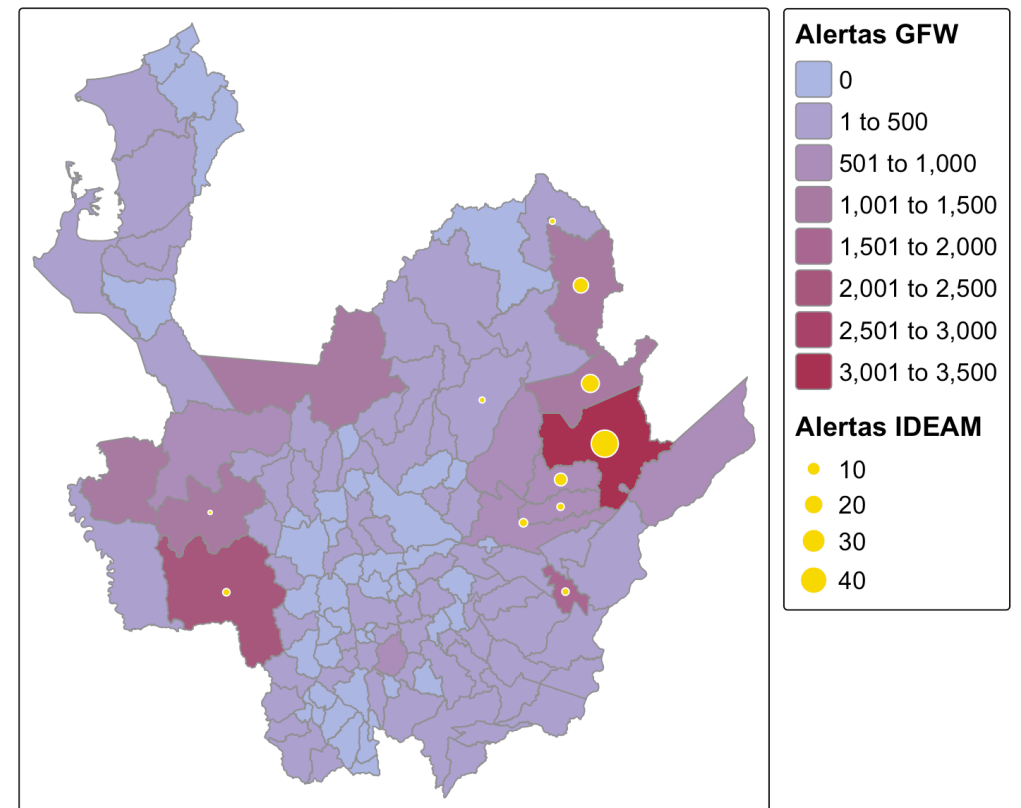 Alertas GFW
0
1 to 500
501 to 1,000
1,001 to 1,500
1,501 to 2,000
2,001 to 2,500
2,501 to 3,000
3,001 to 3,500
Alertas IDEAM
10
20
30
40